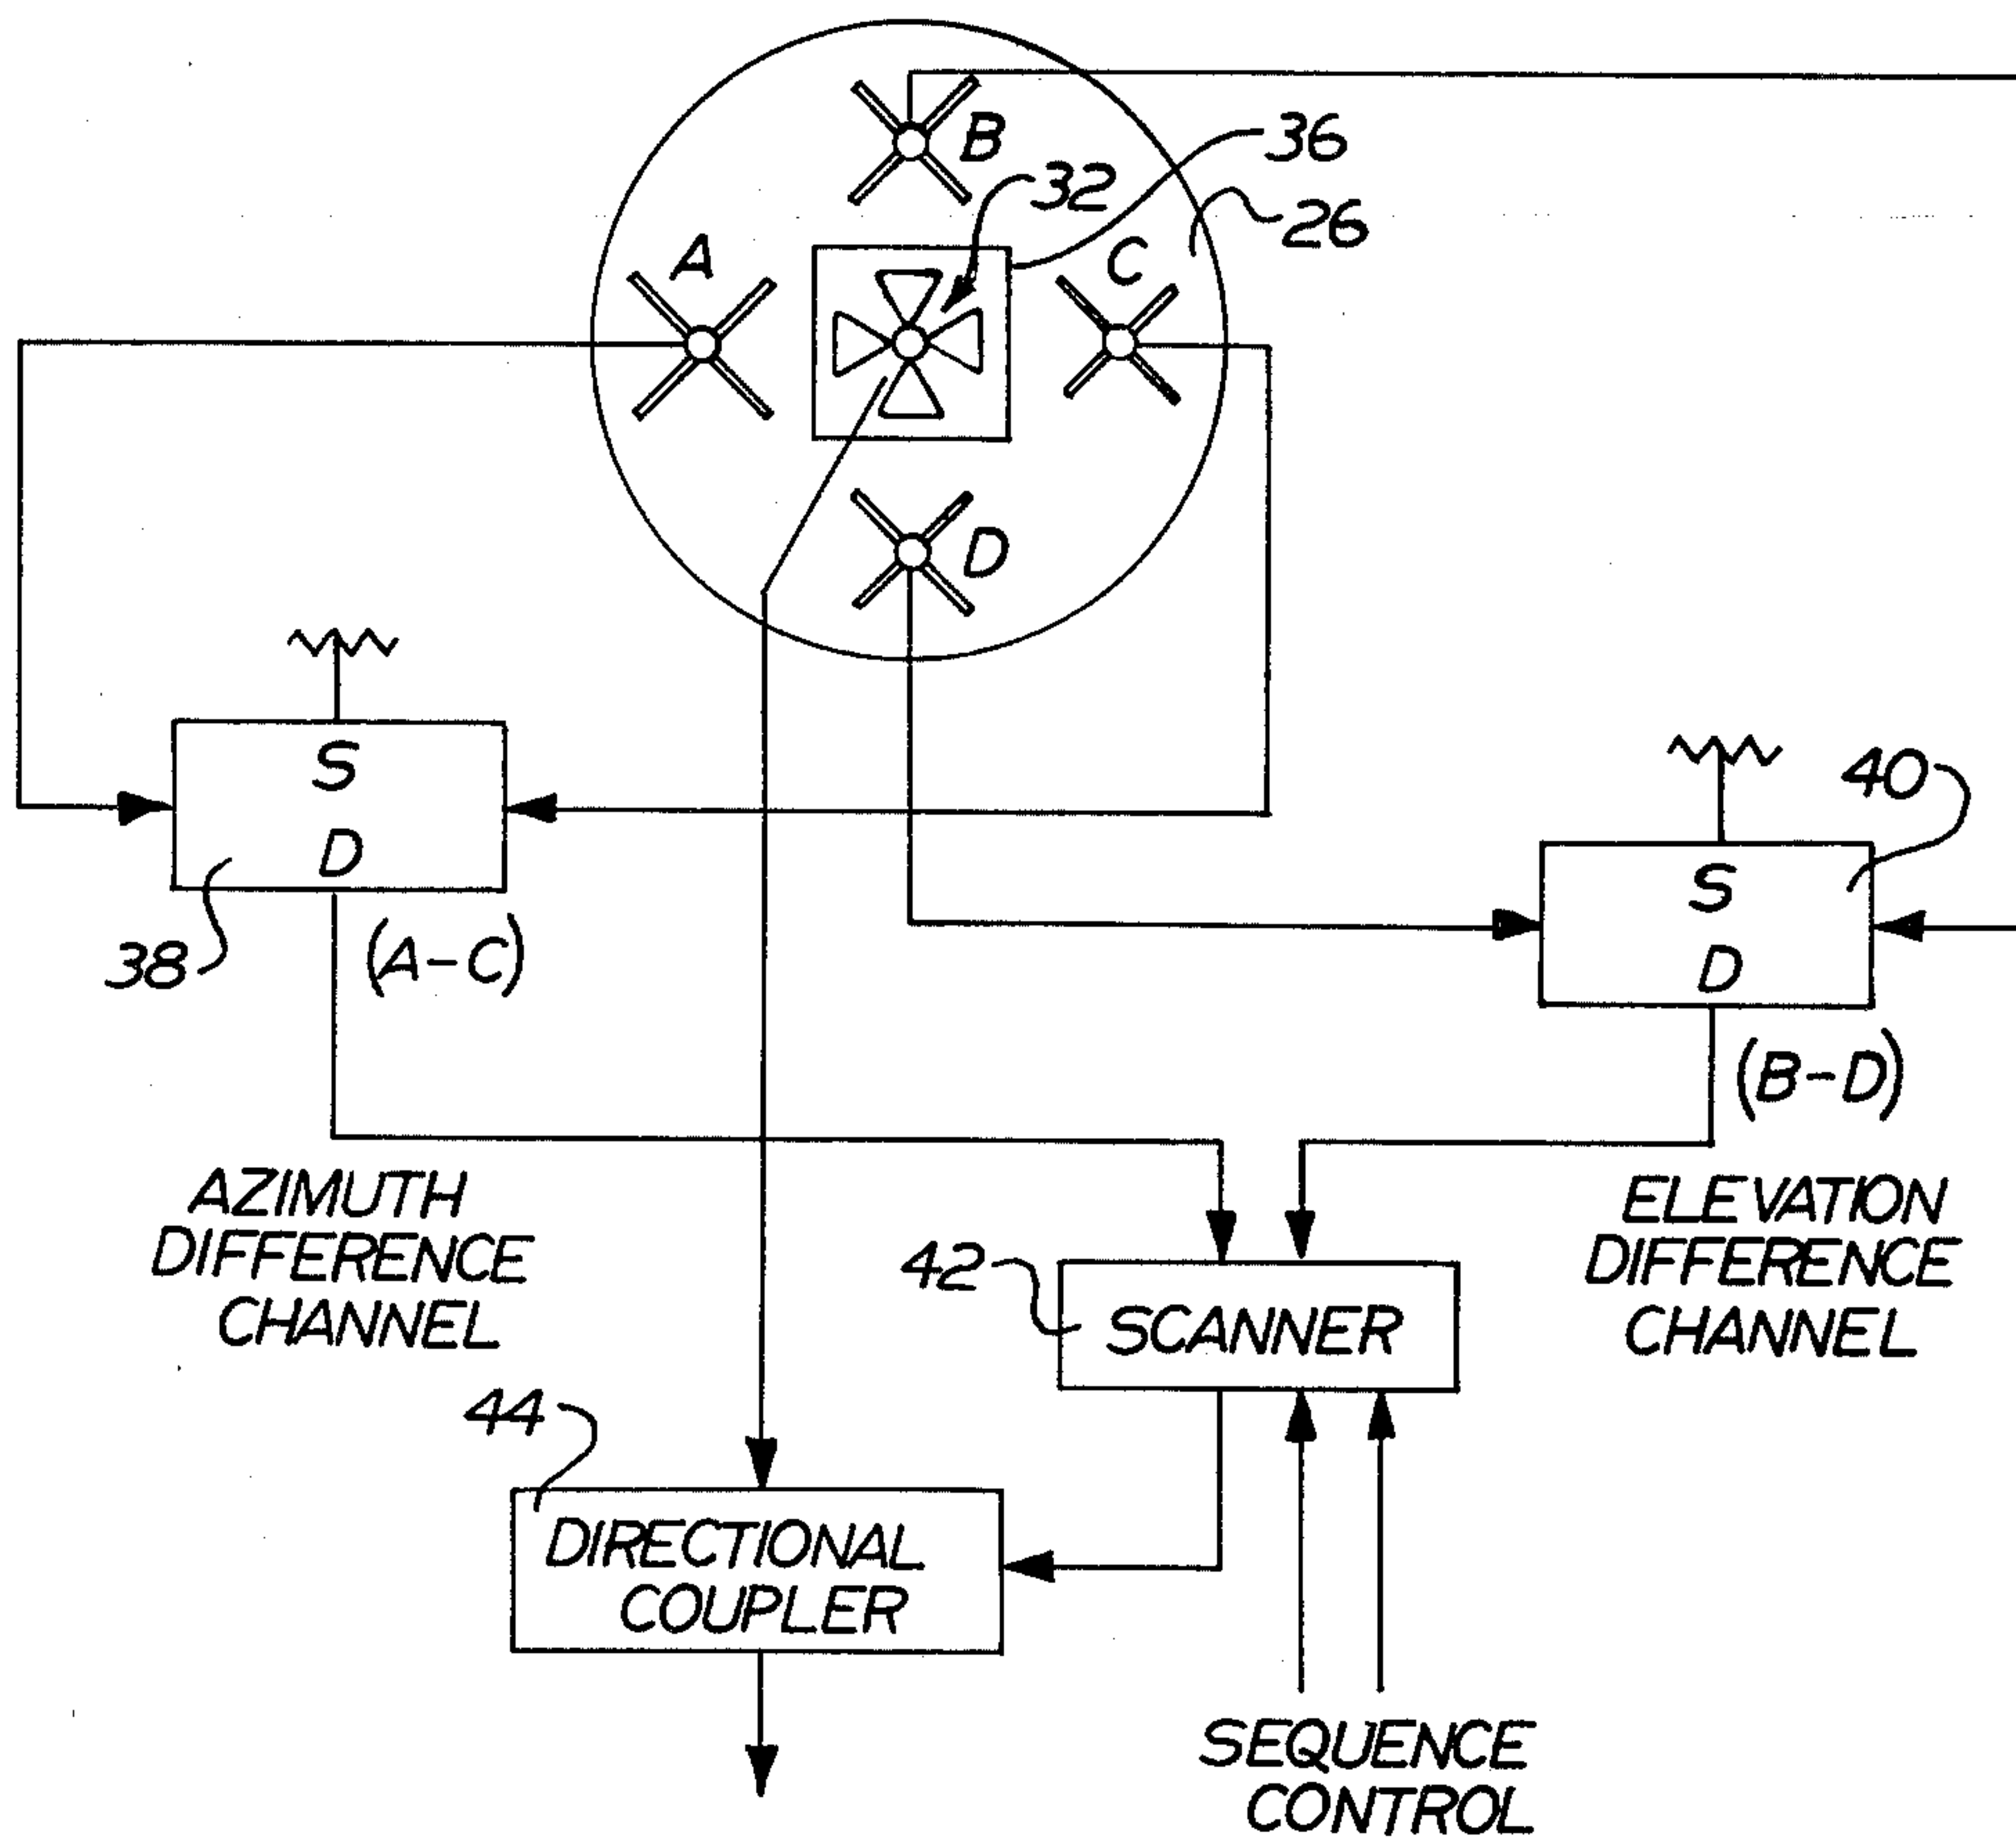 B
36
32
26
A
C
D
S
D
40
S
D
38
(A-C)
(B-D)
AZIMUTH
DIFFERENCE
CHANNEL
ELEVATION
DIFFERENCE
CHANNEL
42
SCANNER
44
DIRECTIONAL
COUPLER
SEQUENCE
CONTROL